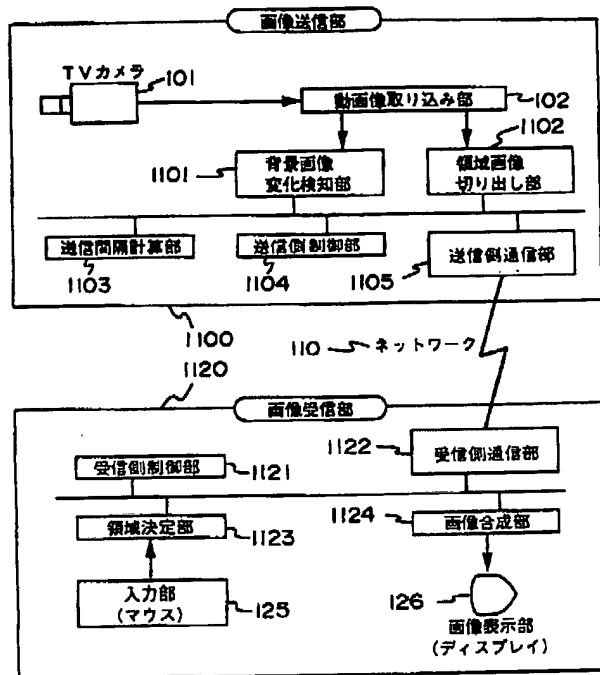 画像送信部
TVカメラ
101
動画像取り込み部
102
1102
1101
背景画像
変化検知部
領域画像
切り出し部
送信間隔計算部
1103
送信側制御部
1104
1105
送信側通信部
1100
110
ネットワーク
1120
画像受信部
受信側制御部
1121
1122
受信側通信部
領域決定部
1123
1124
画像合成部
入力部
(マウス)
125
126
画像表示部
(ディスプレイ)